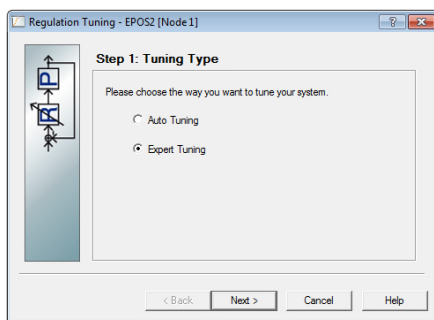 Regulation Tuning - EPOS2 [Node 1]
P
R
Step 1: Tuning Type
Please choose the way you want to tune your system.
Auto Tuning
Expert Tuning
< Back
Next >
Cancel
Help